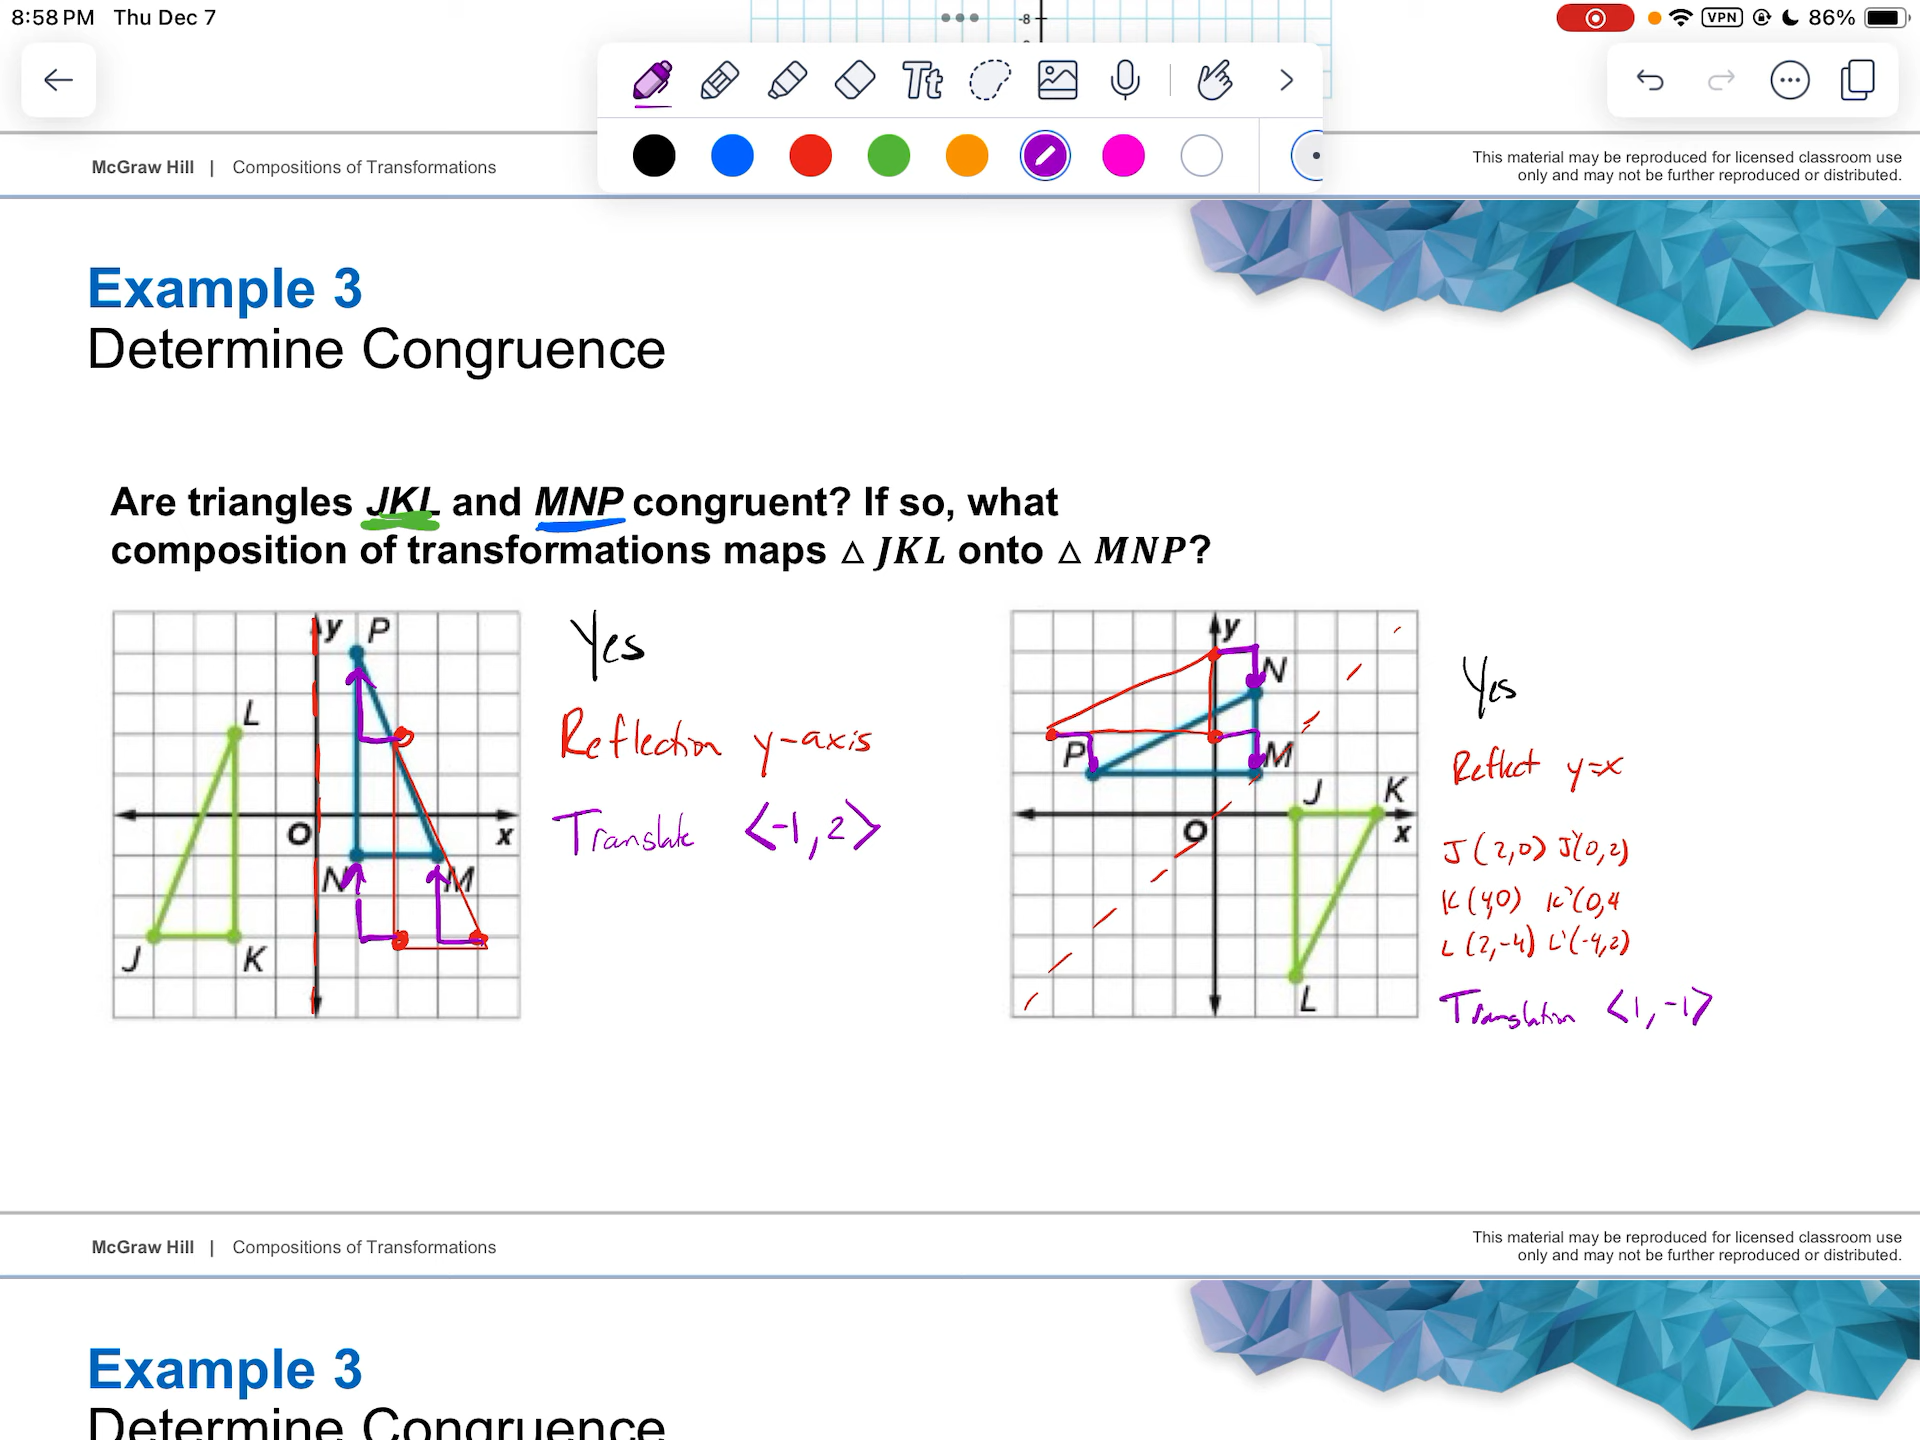 8:58 PM Thu Dec 7
VPN 86%
-8
Tt
McGraw Hill | Compositions of Transformations
This material may be reproduced for licensed classroom use
only and may not be further reproduced or distributed.
Example 3
Determine Congruence
Are triangles JKL and MNP congruent? If so, what
composition of transformations maps △ JKL onto △ MNP?
y P
L
O x
N M
J K
Yes
Reflection y-axis
Translate <-1, 2>
y
N
P M
J K
O x
L
Yes
Reflect y=x
J (2,0) J'(0,2)
K (4,0) K'(0,4
L (2,-4) L'(-4,2)
Translation <1, -1>
McGraw Hill | Compositions of Transformations
This material may be reproduced for licensed classroom use
only and may not be further reproduced or distributed.
Example 3
Determine Congruence